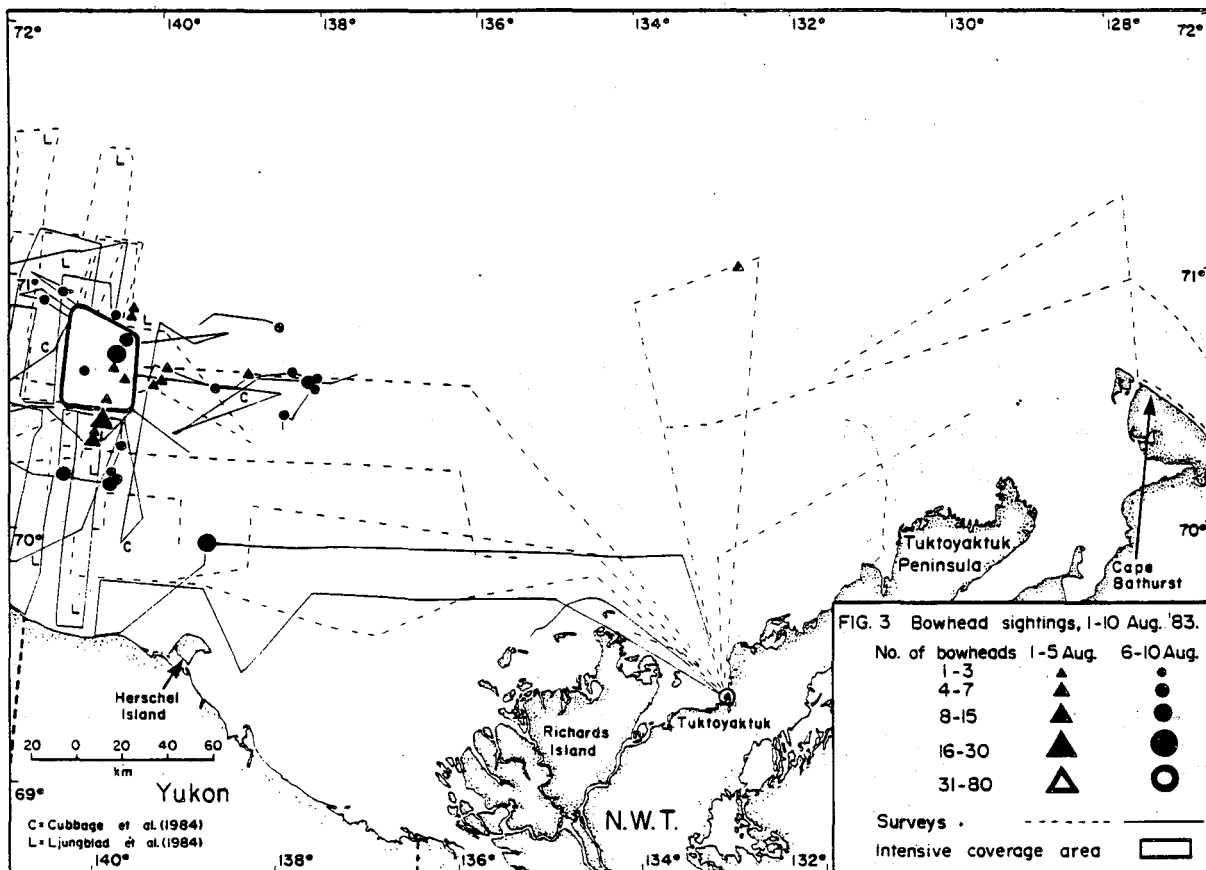 140° 138° 136° 134° 132° 130° 128°
72° 72°
L
L
L
71° 71°
L
C
L
C
L
L
70° 70°
C
L
L
Tuktoyaktuk
Peninsula
Cape
Bathurst
Herschel
Island
Richards
Island
Tuktoyaktuk
20 0 20 40 60
km
Yukon
N.W.T.
69°
C = Cubbage et al. (1984)
L = Ljungblad et al. (1984)
140° 138° 136° 134° 132°
FIG. 3 Bowhead sightings, 1-10 Aug. '83.
No. of bowheads 1-5 Aug. 6-10 Aug.
1-3
4-7
8-15
16-30
31-80
Surveys
Intensive coverage area